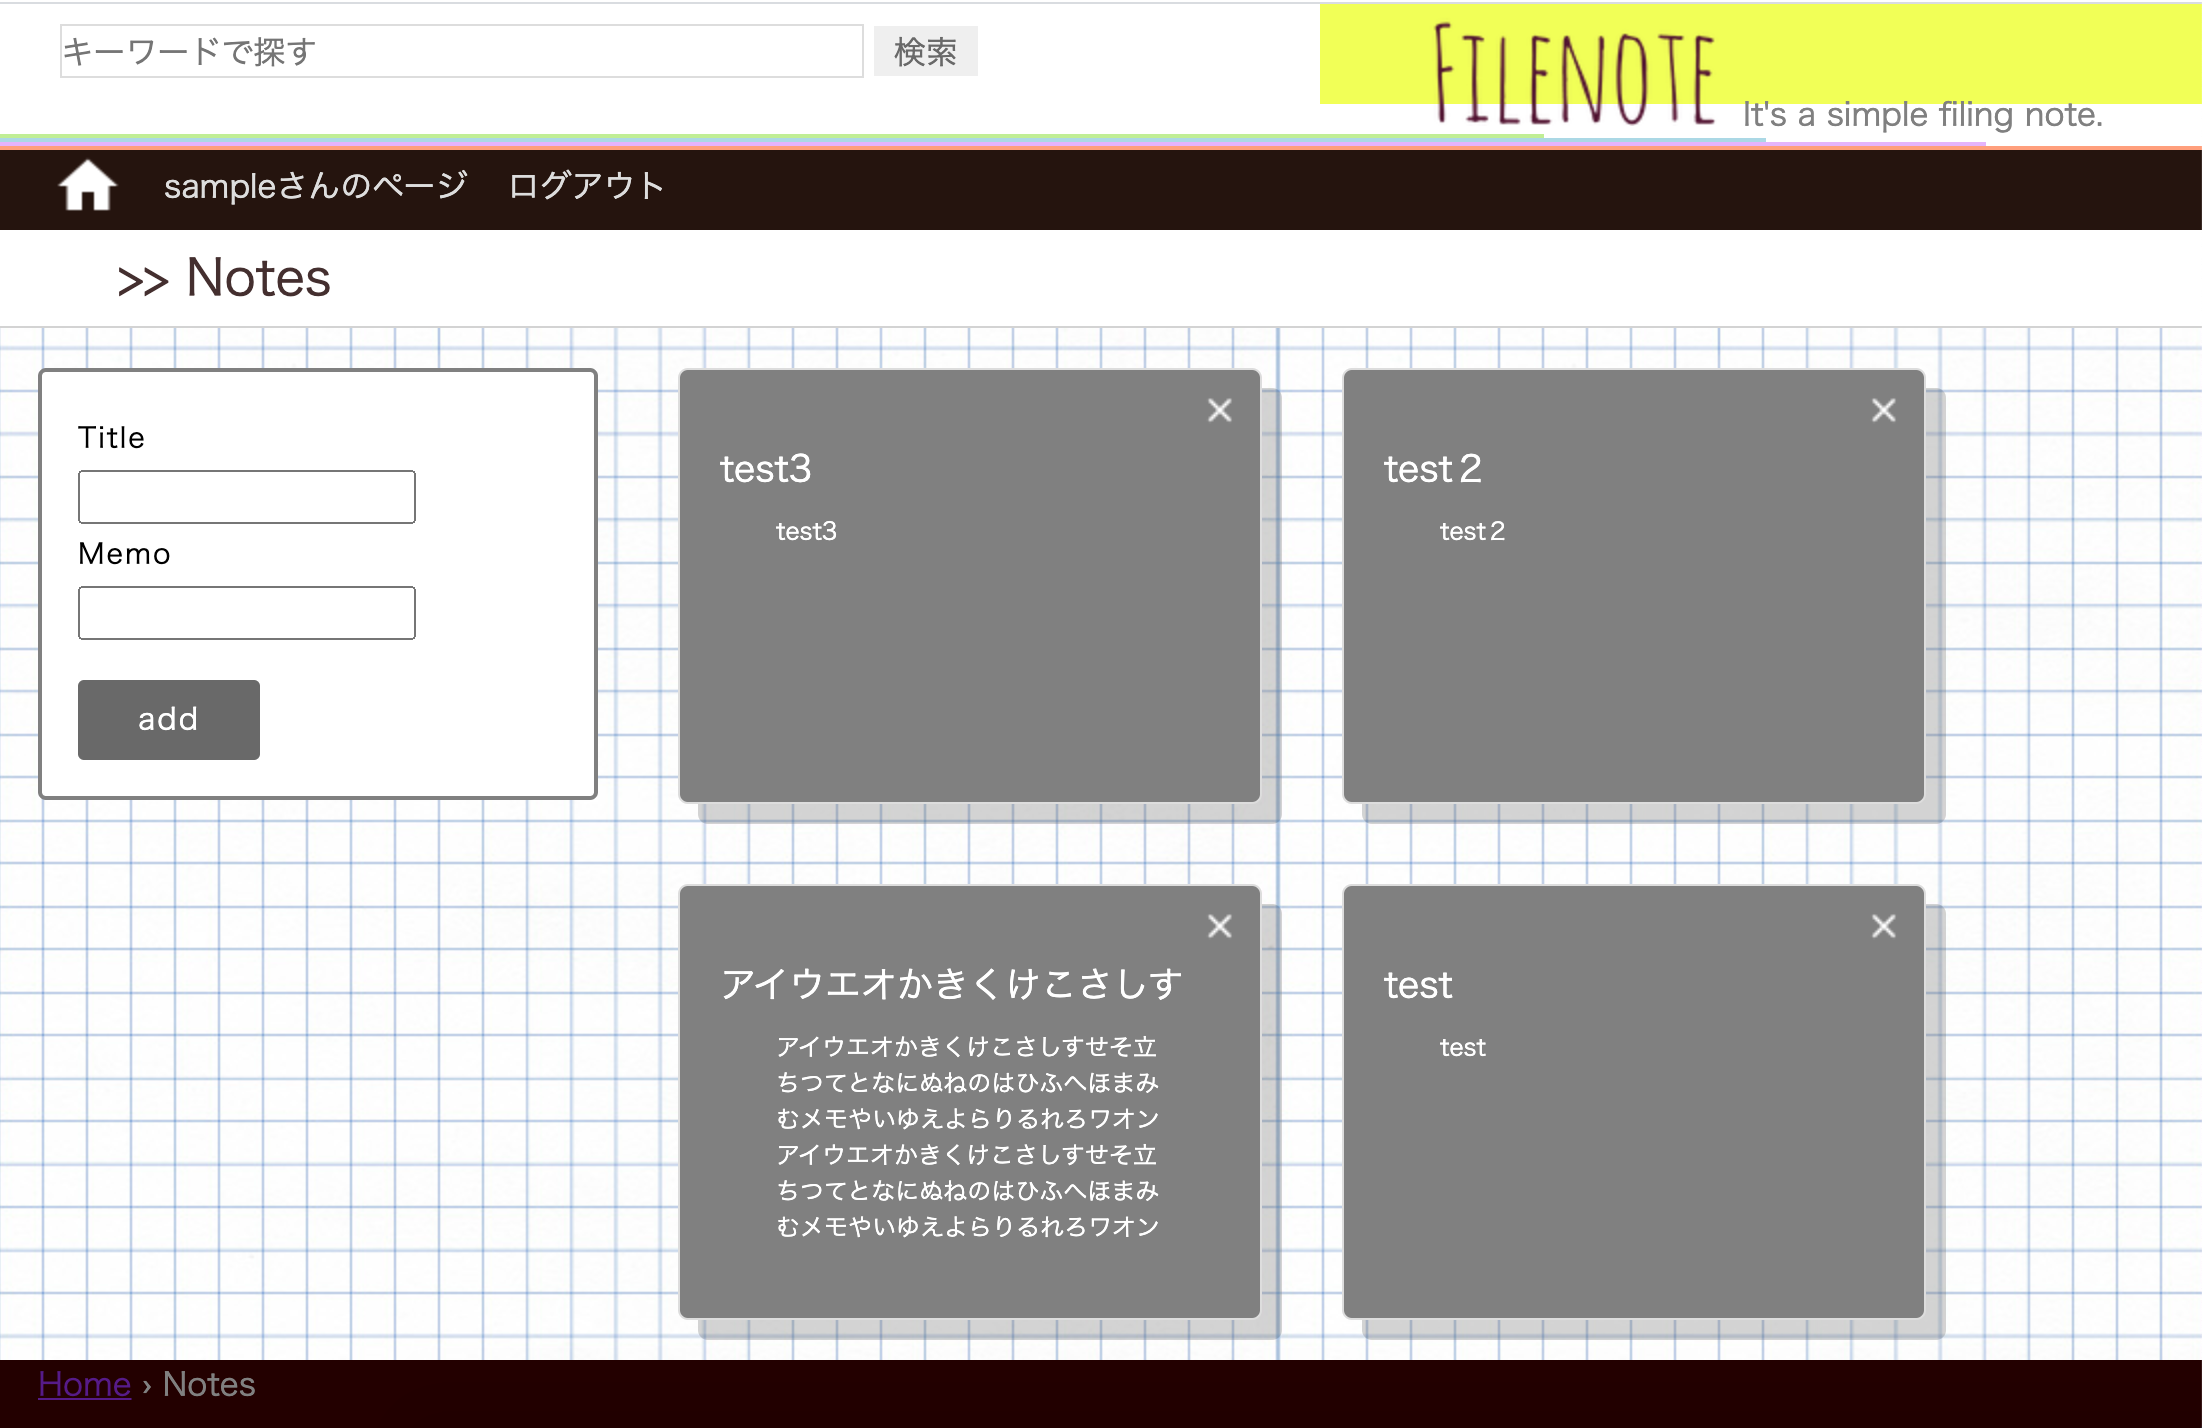 キーワードで探す
検索
FILENOTE
It's a simple filing note.
sampleさんのページ ログアウト
>> Notes
Title
Memo
add
test3
test3
test２
test２
アイウエオかきくけこさしす
アイウエオかきくけこさしすせそ立
ちつてとなにぬねのはひふへほまみ
むメモやいゆえよらりるれろワオン
アイウエオかきくけこさしすせそ立
ちつてとなにぬねのはひふへほまみ
むメモやいゆえよらりるれろワオン
test
test
Home › Notes